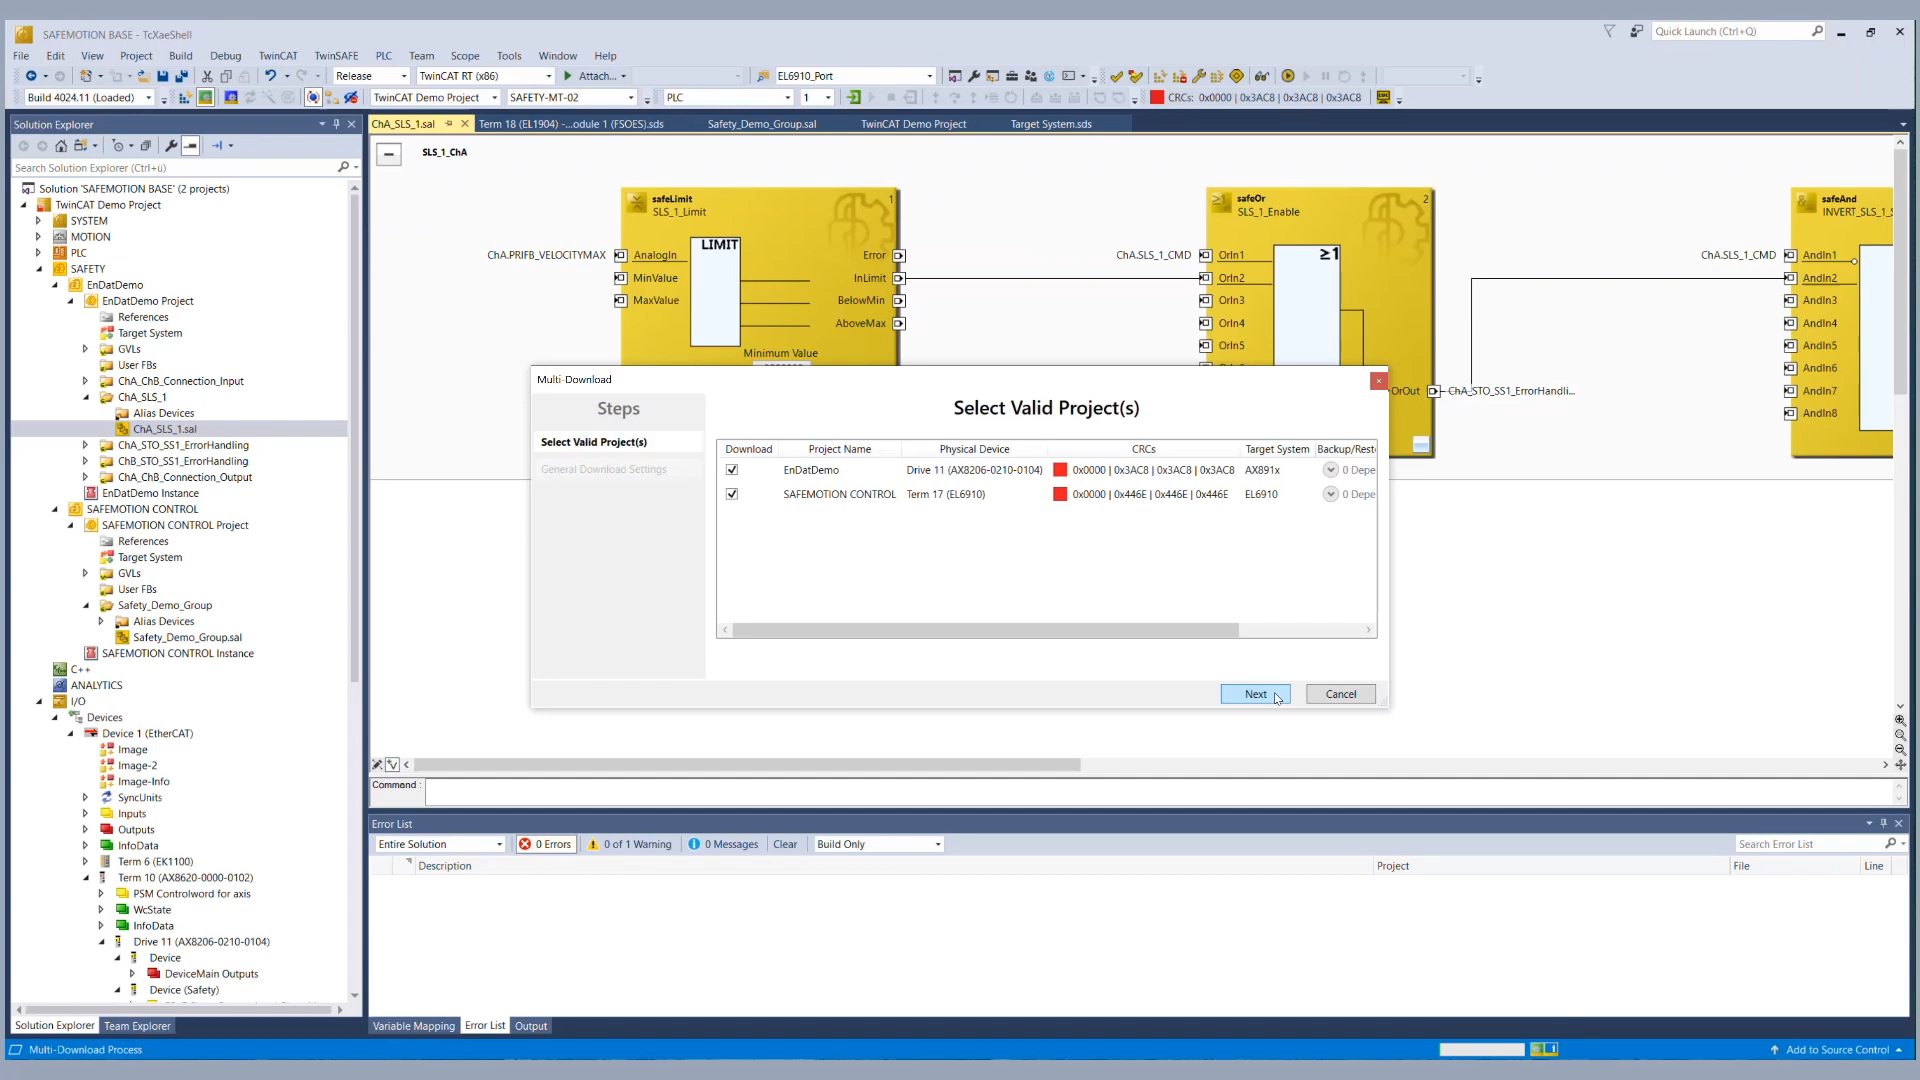 SAFEMOTION BASE - TcXaeShell
Quick Launch (Ctrl+Q)
File Edit View Project Build Debug TwinCAT TwinSAFE PLC Team Scope Tools Window Help
Release TwinCAT RT (x86) Attach... EL6910_Port
Build 4024.11 (Loaded) TwinCAT Demo Project SAFETY-MT-02 PLC 1 CRCs: 0x0000 | 0x3AC8 | 0x3AC8 | 0x3AC8
Solution Explorer
ChA_SLS_1.sal Term 18 (EL1904) -...odule 1 (FSOES).sds Safety_Demo_Group.sal TwinCAT Demo Project Target System.sds
Search Solution Explorer (Ctrl+ü)
Solution 'SAFEMOTION BASE' (2 projects)
TwinCAT Demo Project
SYSTEM
MOTION
PLC
SAFETY
EnDatDemo
EnDatDemo Project
References
Target System
GVLs
User FBs
ChA_ChB_Connection_Input
ChA_SLS_1
Alias Devices
ChA_SLS_1.sal
ChA_STO_SS1_ErrorHandling
ChB_STO_SS1_ErrorHandling
ChA_ChB_Connection_Output
EnDatDemo Instance
SAFEMOTION CONTROL
SAFEMOTION CONTROL Project
References
Target System
GVLs
User FBs
Safety_Demo_Group
Alias Devices
Safety_Demo_Group.sal
SAFEMOTION CONTROL Instance
C++
ANALYTICS
I/O
Devices
Device 1 (EtherCAT)
Image
Image-2
Image-Info
SyncUnits
Inputs
Outputs
InfoData
Term 6 (EK1100)
Term 10 (AX8620-0000-0102)
PSM Controlword for axis
WcState
InfoData
Drive 11 (AX8206-0210-0104)
Device
DeviceMain Outputs
Device (Safety)
Solution Explorer Team Explorer
SLS_1_ChA
safeLimit 1
SLS_1_Limit
LIMIT
ChA.PRIFB_VELOCITYMAX AnalogIn Error
MinValue InLimit
MaxValue BelowMin
AboveMax
Minimum Value
safeOr 2
SLS_1_Enable
≥1
ChA.SLS_1_CMD OrIn1
OrIn2
OrIn3
OrIn4
OrIn5
OrOut ChA_STO_SS1_ErrorHandli...
safeAnd
INVERT_SLS_1_S
ChA.SLS_1_CMD AndIn1
AndIn2
AndIn3
AndIn4
AndIn5
AndIn6
AndIn7
AndIn8
Multi-Download
Steps
Select Valid Project(s)
General Download Settings
Select Valid Project(s)
Download Project Name Physical Device CRCs Target System Backup/Resto
EnDatDemo Drive 11 (AX8206-0210-0104) 0x0000 | 0x3AC8 | 0x3AC8 | 0x3AC8 AX891x 0 Depe
SAFEMOTION CONTROL Term 17 (EL6910) 0x0000 | 0x446E | 0x446E | 0x446E EL6910 0 Depe
Next Cancel
Command :
Error List
Entire Solution 0 Errors 0 of 1 Warning 0 Messages Clear Build Only Search Error List
Description Project File Line
Variable Mapping Error List Output
Multi-Download Process 1 Add to Source Control